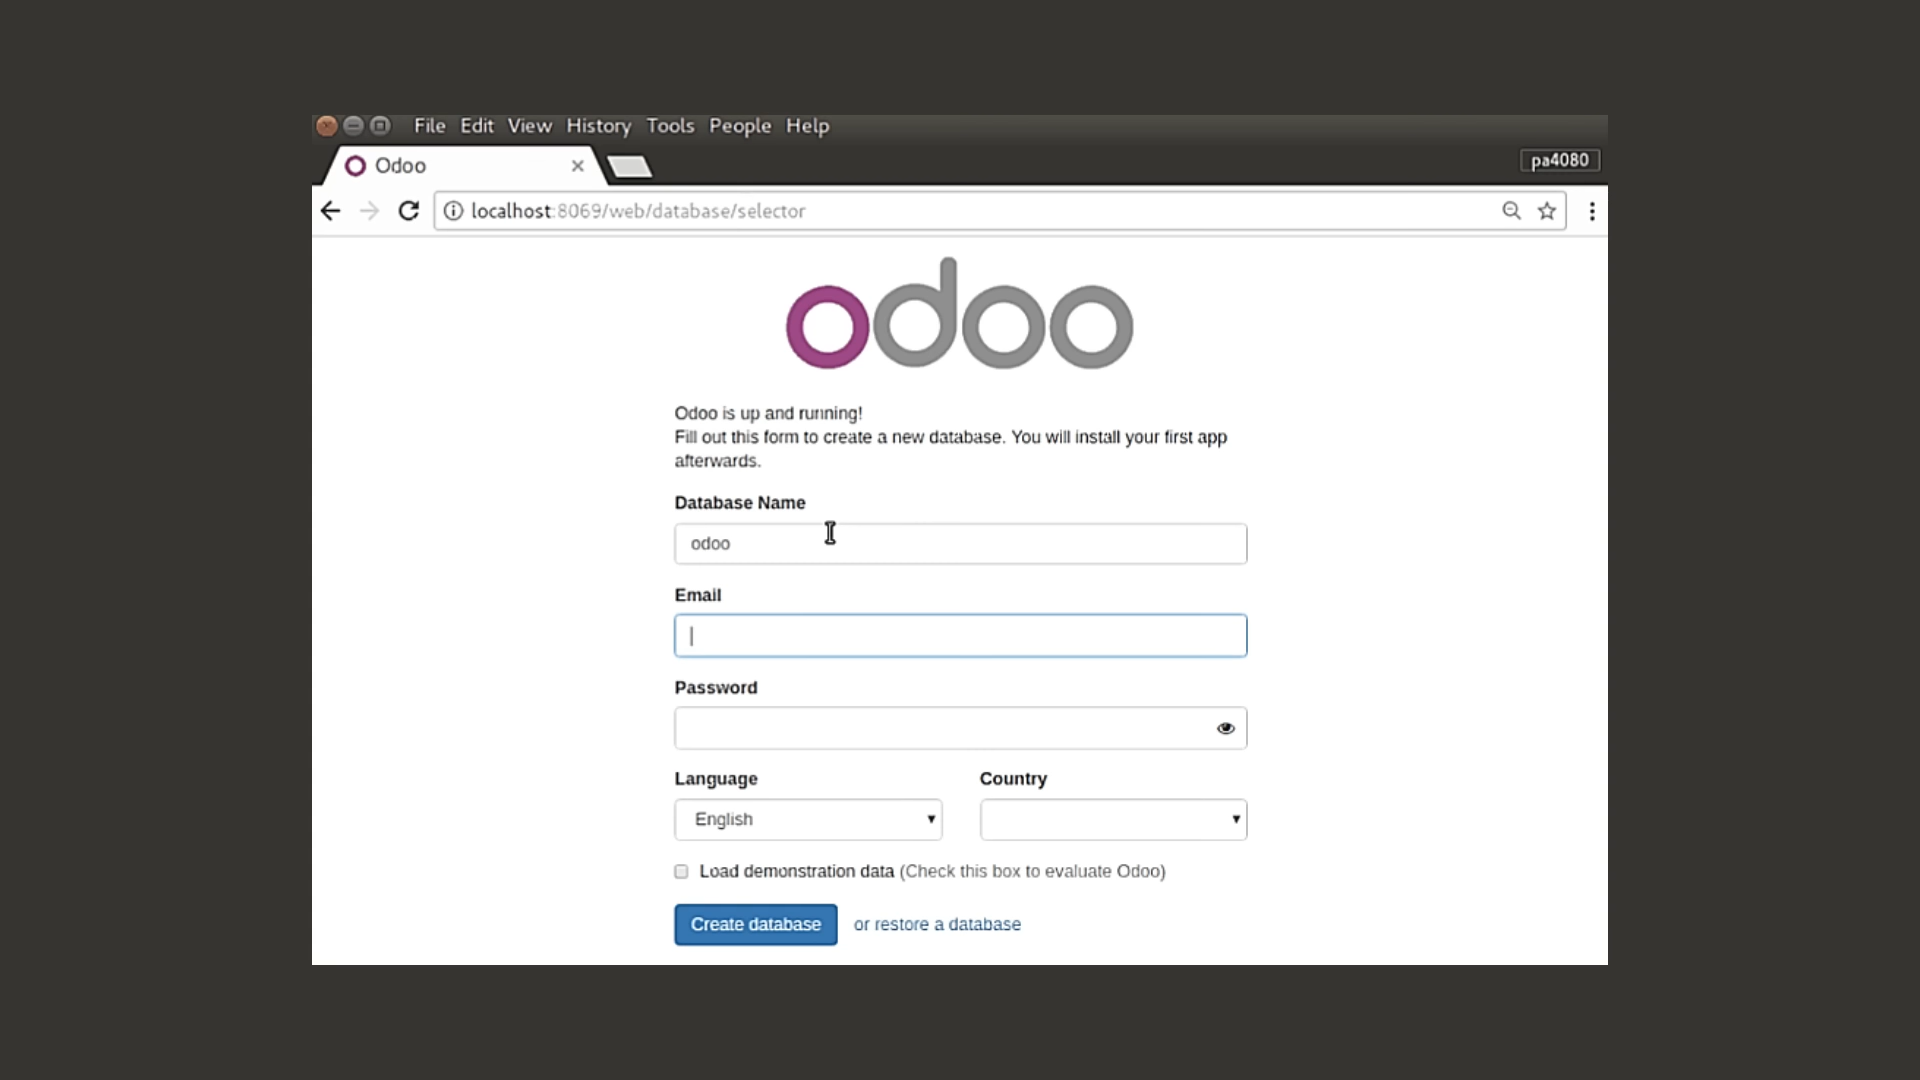 File Edit View History Tools People Help
Odoo
pa4080
localhost:8069/web/database/selector
odoo
Odoo is up and running!
Fill out this form to create a new database. You will install your first app
afterwards.
Database Name
odoo
Email
Password
Language Country
English
Load demonstration data (Check this box to evaluate Odoo)
Create database or restore a database